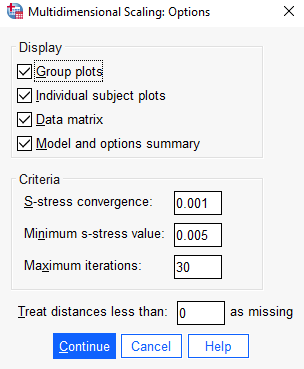 Multidimensional Scaling: Options
Display
Group plots
Individual subject plots
Data matrix
Model and options summary
Criteria
S-stress convergence: 0.001
Minimum s-stress value: 0.005
Maximum iterations: 30
Treat distances less than: 0 as missing
Continue Cancel Help